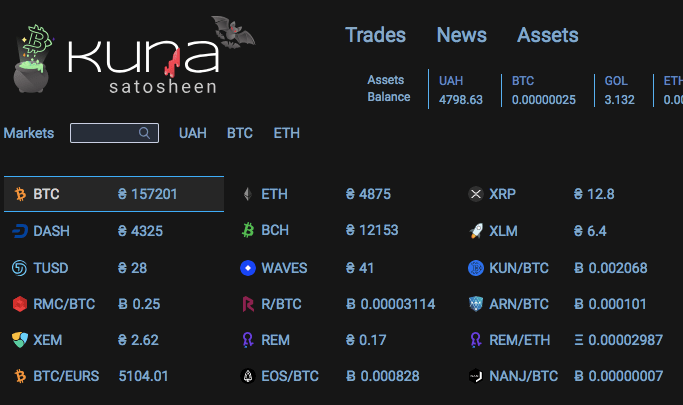 kuna
satosheen
Trades News Assets
Assets Balance
UAH 4798.63
BTC 0.00000025
GOL 3.132
ETH 0.00
Markets UAH BTC ETH
BTC ₴ 157201 ETH ₴ 4875 XRP ₴ 12.8
DASH ₴ 4325 BCH ₴ 12153 XLM ₴ 6.4
TUSD ₴ 28 WAVES ₴ 41 KUN/BTC Ƀ 0.002068
RMC/BTC Ƀ 0.25 R/BTC Ƀ 0.00003114 ARN/BTC Ƀ 0.000101
XEM ₴ 2.62 REM ₴ 0.17 REM/ETH Ξ 0.00002987
BTC/EURS 5104.01 EOS/BTC Ƀ 0.000828 NANJ/BTC Ƀ 0.00000007